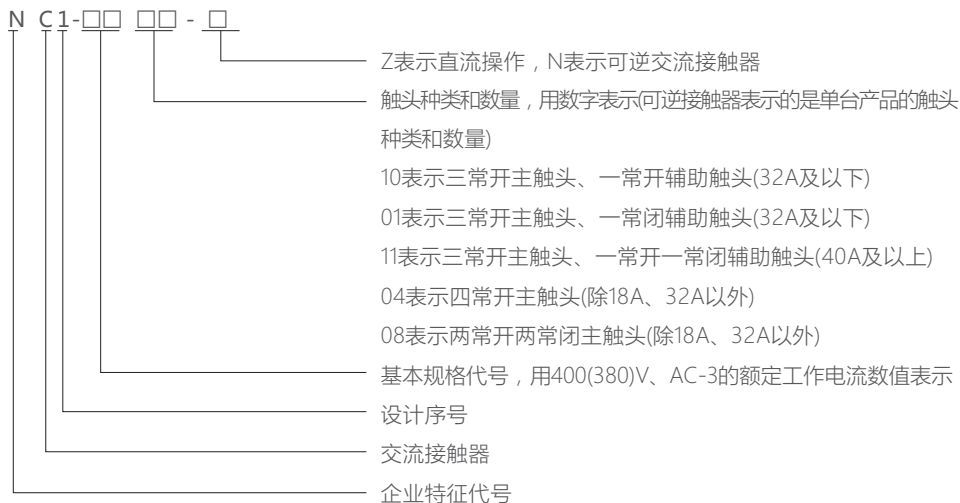 N C1-□□ □□ - □
Z表示直流操作，N表示可逆交流接触器
触头种类和数量，用数字表示(可逆接触器表示的是单台产品的触头
种类和数量)
10表示三常开主触头、一常开辅助触头(32A及以下)
01表示三常开主触头、一常闭辅助触头(32A及以下)
11表示三常开主触头、一常开一常闭辅助触头(40A及以上)
04表示四常开主触头(除18A、32A以外)
08表示两常开两常闭主触头(除18A、32A以外)
基本规格代号，用400(380)V、AC-3的额定工作电流数值表示
设计序号
交流接触器
企业特征代号